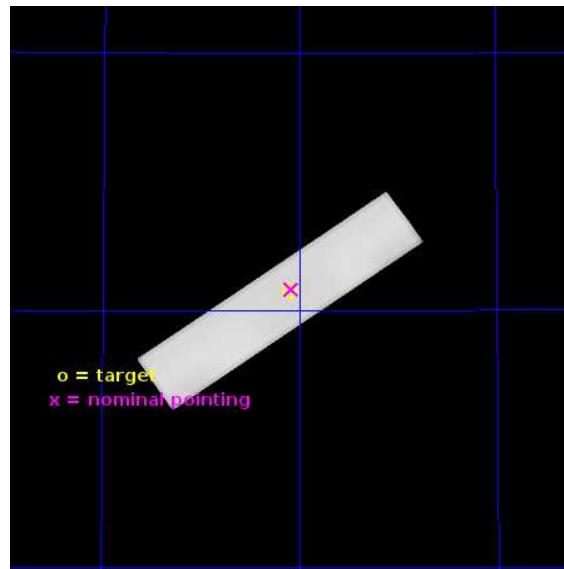 o = target
x = nominal pointing